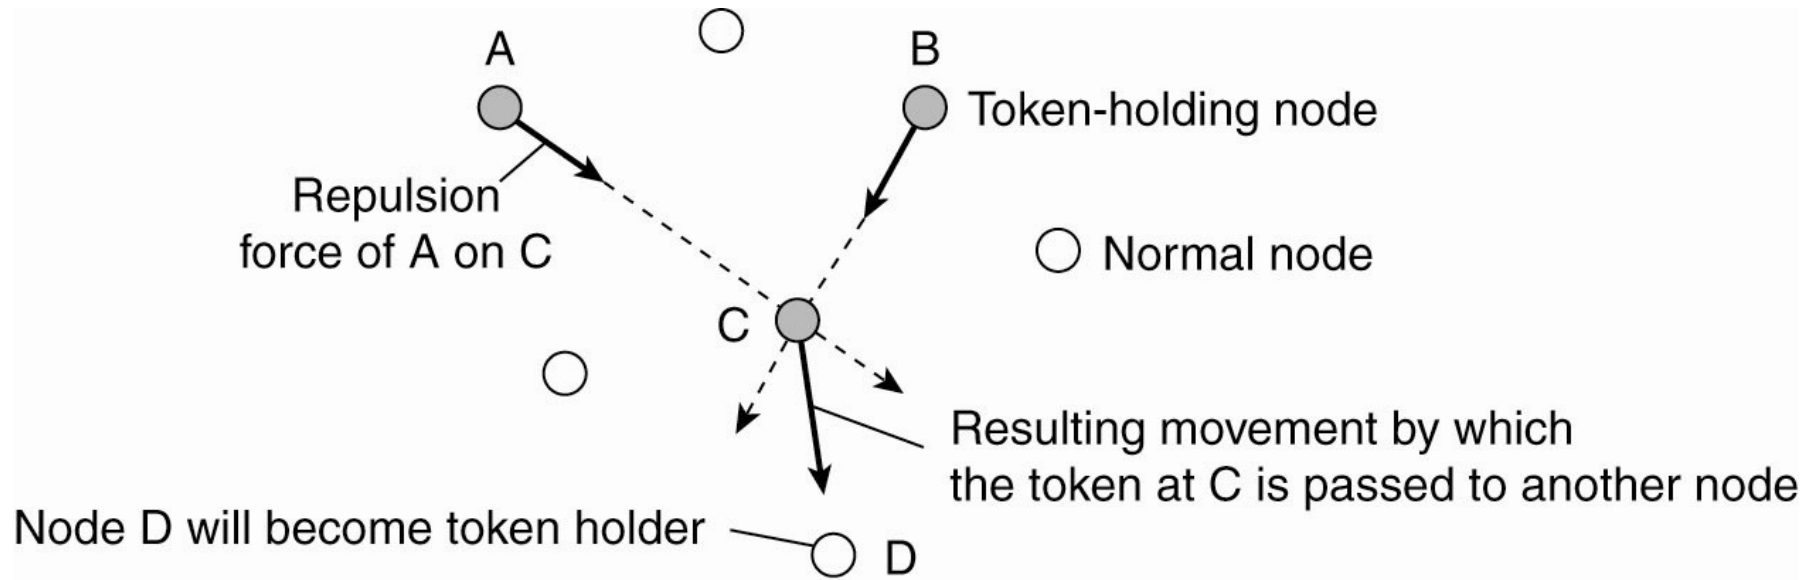 A
B
Token-holding node
Repulsion
force of A on C
Normal node
C
Resulting movement by which
the token at C is passed to another node
Node D will become token holder
D